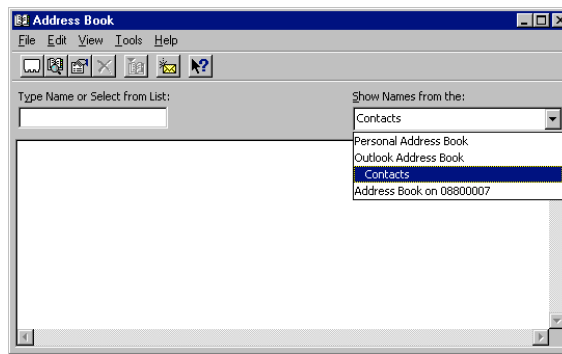 Address Book
File Edit View Tools Help
Type Name or Select from List:
Show Names from the:
Contacts
Personal Address Book
Outlook Address Book
Contacts
Address Book on 08800007